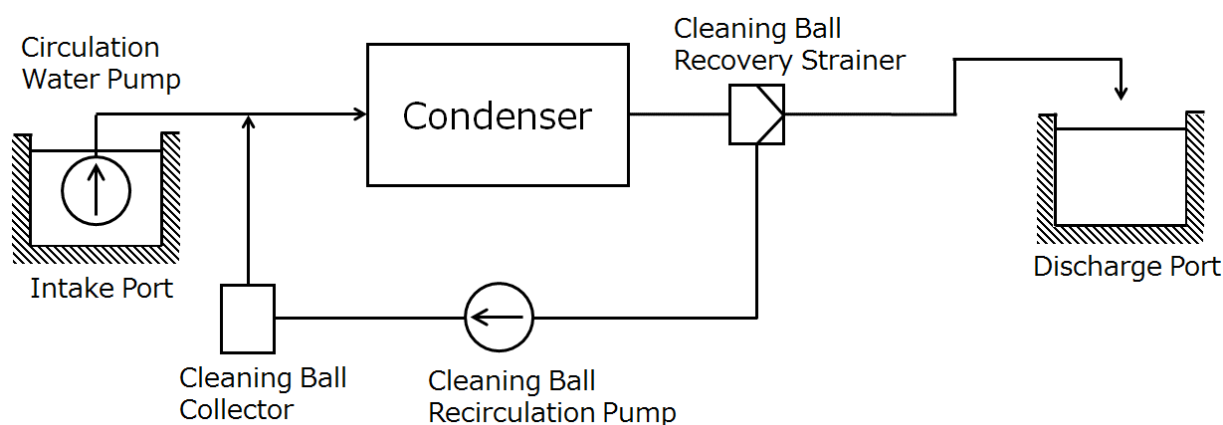 Circulation
Water Pump
Cleaning Ball
Recovery Strainer
Condenser
Intake Port
Discharge Port
Cleaning Ball
Collector
Cleaning Ball
Recirculation Pump